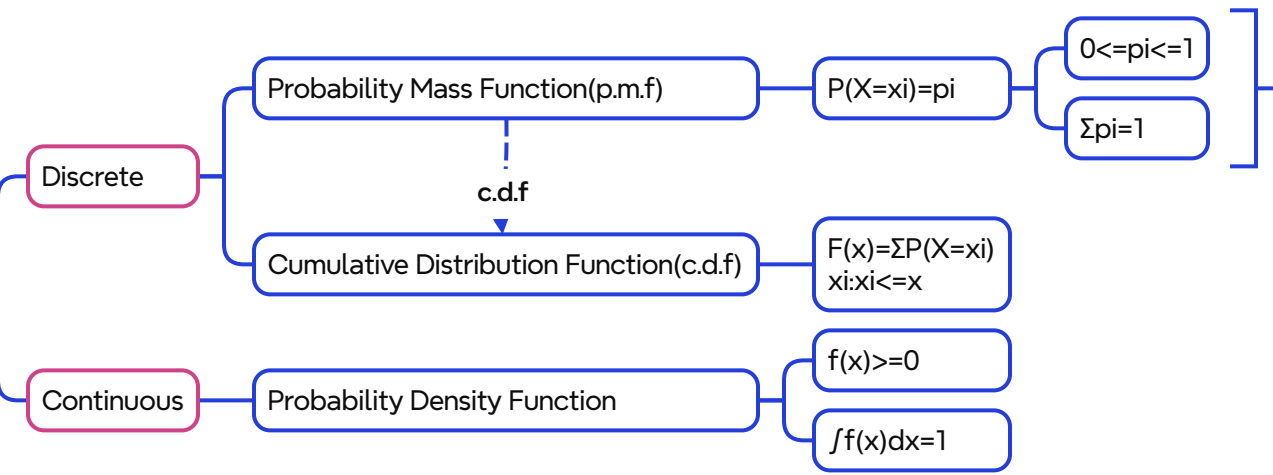 Discrete
Probability Mass Function(p.m.f)
P(X=xi)=pi
0<=pi<=1
Σpi=1
c.d.f
Cumulative Distribution Function(c.d.f)
F(x)=ΣP(X=xi)
xi:xi<=x
Continuous
Probability Density Function
f(x)>=0
∫f(x)dx=1